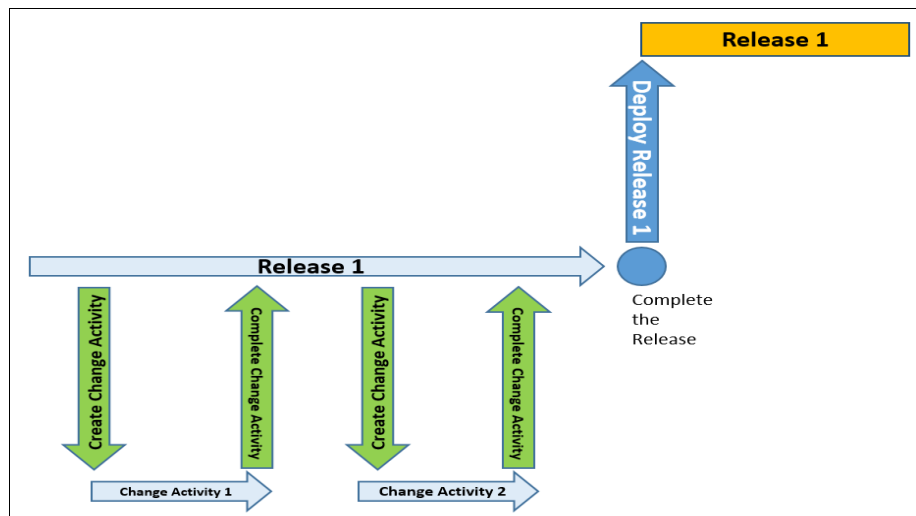 Release 1
Deploy Release 1
Release 1
Complete
the
Release
Create Change Activity
Complete Change Activity
Create Change Activity
Complete Change Activity
Change Activity 1
Change Activity 2